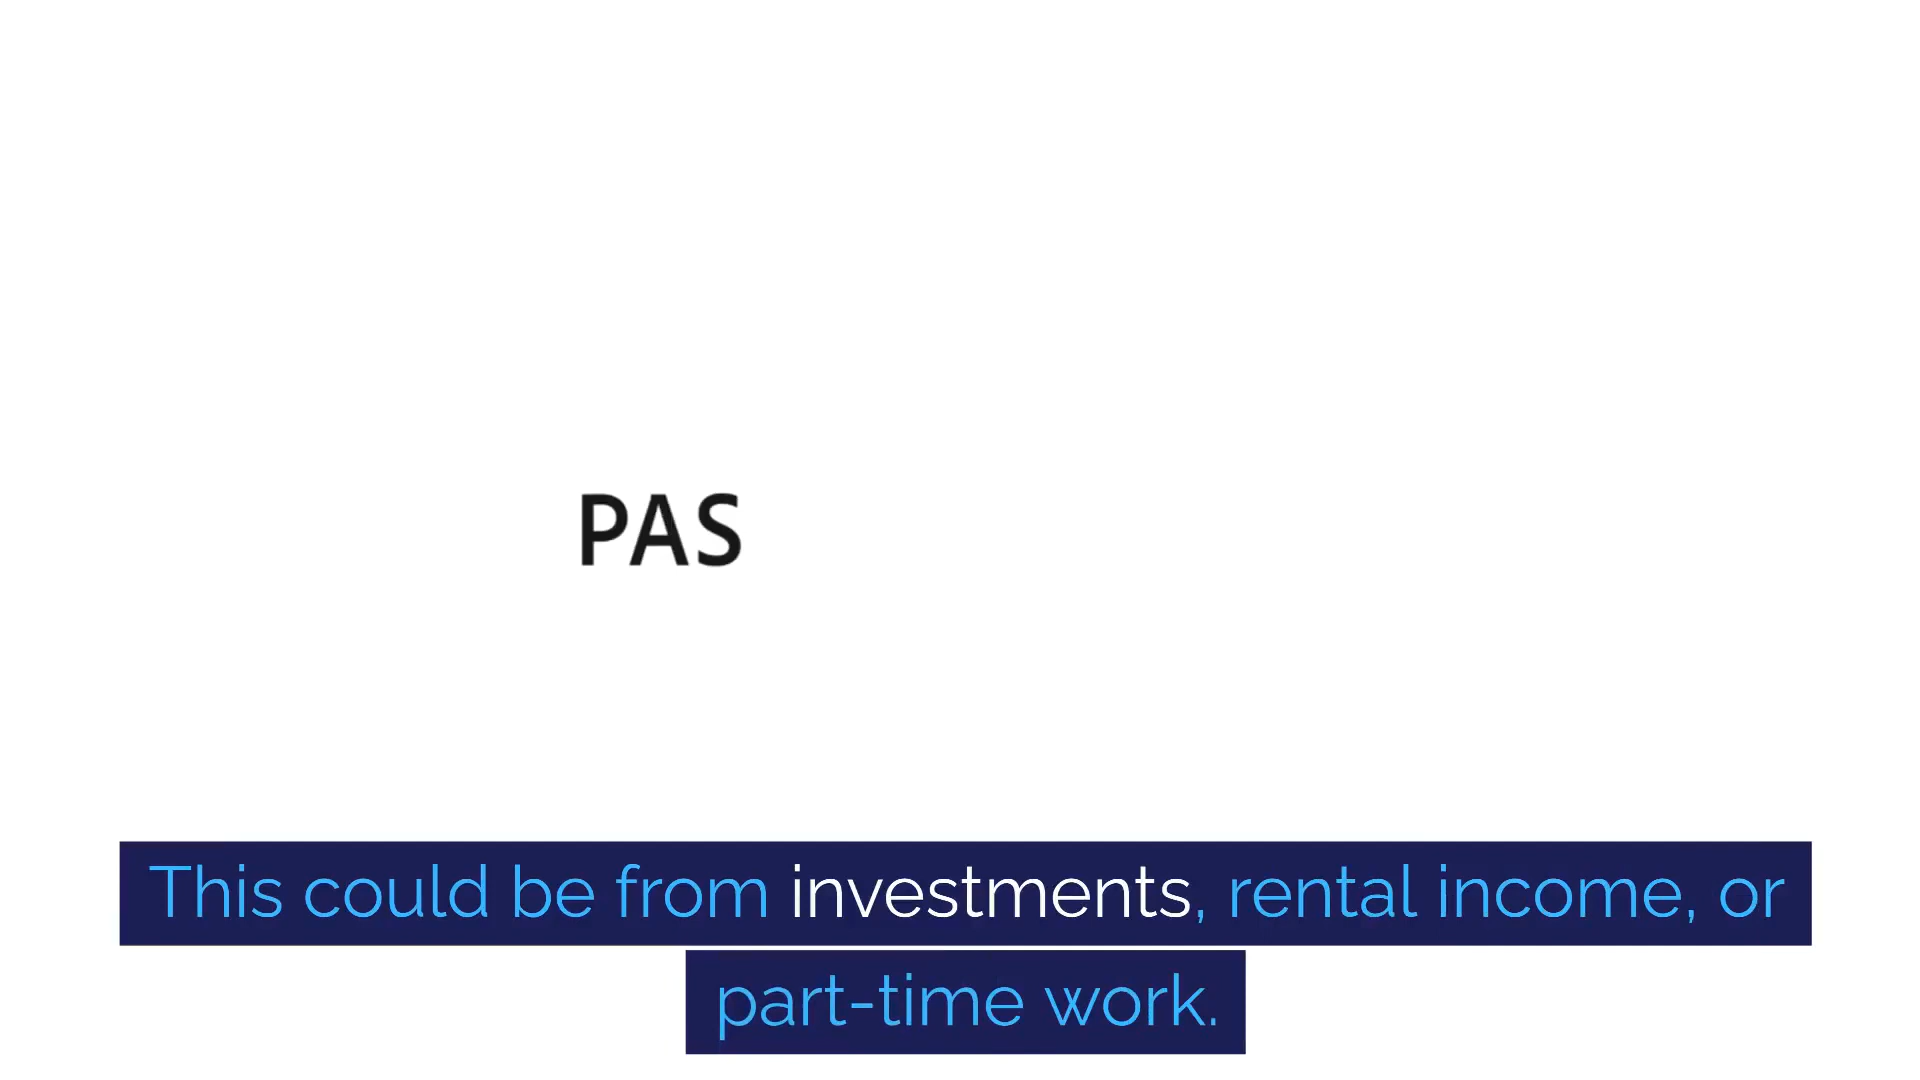 PAS
This could be from investments, rental income, or
part-time work.